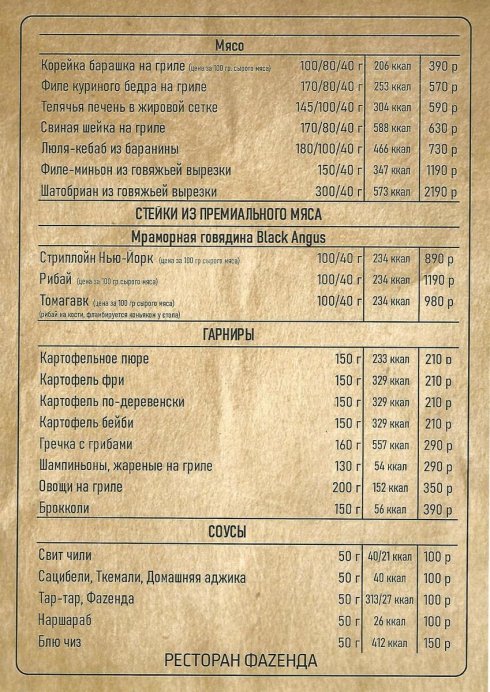 Мясо
Корейка барашка на гриле (цена за 100 гр. сырого мяса) 100/80/40 г 206 ккал 390 р
Филе куриного бедра на гриле 170/80/40 г 253 ккал 570 р
Телячья печень в жировой сетке 145/100/40 г 304 ккал 590 р
Свиная шейка на гриле 170/80/40 г 588 ккал 630 р
Люля-кебаб из баранины 180/100/40 г 466 ккал 730 р
Филе-миньон из говяжьей вырезки 150/40 г 347 ккал 1190 р
Шатобриан из говяжьей вырезки 300/40 г 573 ккал 2190 р
СТЕЙКИ ИЗ ПРЕМИАЛЬНОГО МЯСА
Мраморная говядина Black Angus
Стриплойн Нью-Йорк (цена за 100 гр сырого мяса) 100/40 г 234 ккал 890 р
Рибай (цена за 100 гр.сырого мяса) 100/40 г 234 ккал 1190 р
Томагавк (цена за 100 гр сырого мяса) 100/40 г 234 ккал 980 р
(рибай на кости, фламбируется коньяком у стола)
ГАРНИРЫ
Картофельное пюре 150 г 233 ккал 210 р
Картофель фри 150 г 329 ккал 210 р
Картофель по-деревенски 150 г 329 ккал 210 р
Картофель бейби 150 г 329 ккал 210 р
Гречка с грибами 160 г 557 ккал 290 р
Шампиньоны, жареные на гриле 130 г 54 ккал 290 р
Овощи на гриле 200 г 152 ккал 350 р
Брокколи 150 г 56 ккал 390 р
СОУСЫ
Свит чили 50 г 40/21 ккал 100 р
Сацибели, Ткемали, Домашняя аджика 50 г 40 ккал 100 р
Тар-тар, Фаzенда 50 г 313/27 ккал 100 р
Наршараб 50 г 26 ккал 100 р
Блю чиз 50 г 412 ккал 150 р
РЕСТОРАН ФАZЕНДА